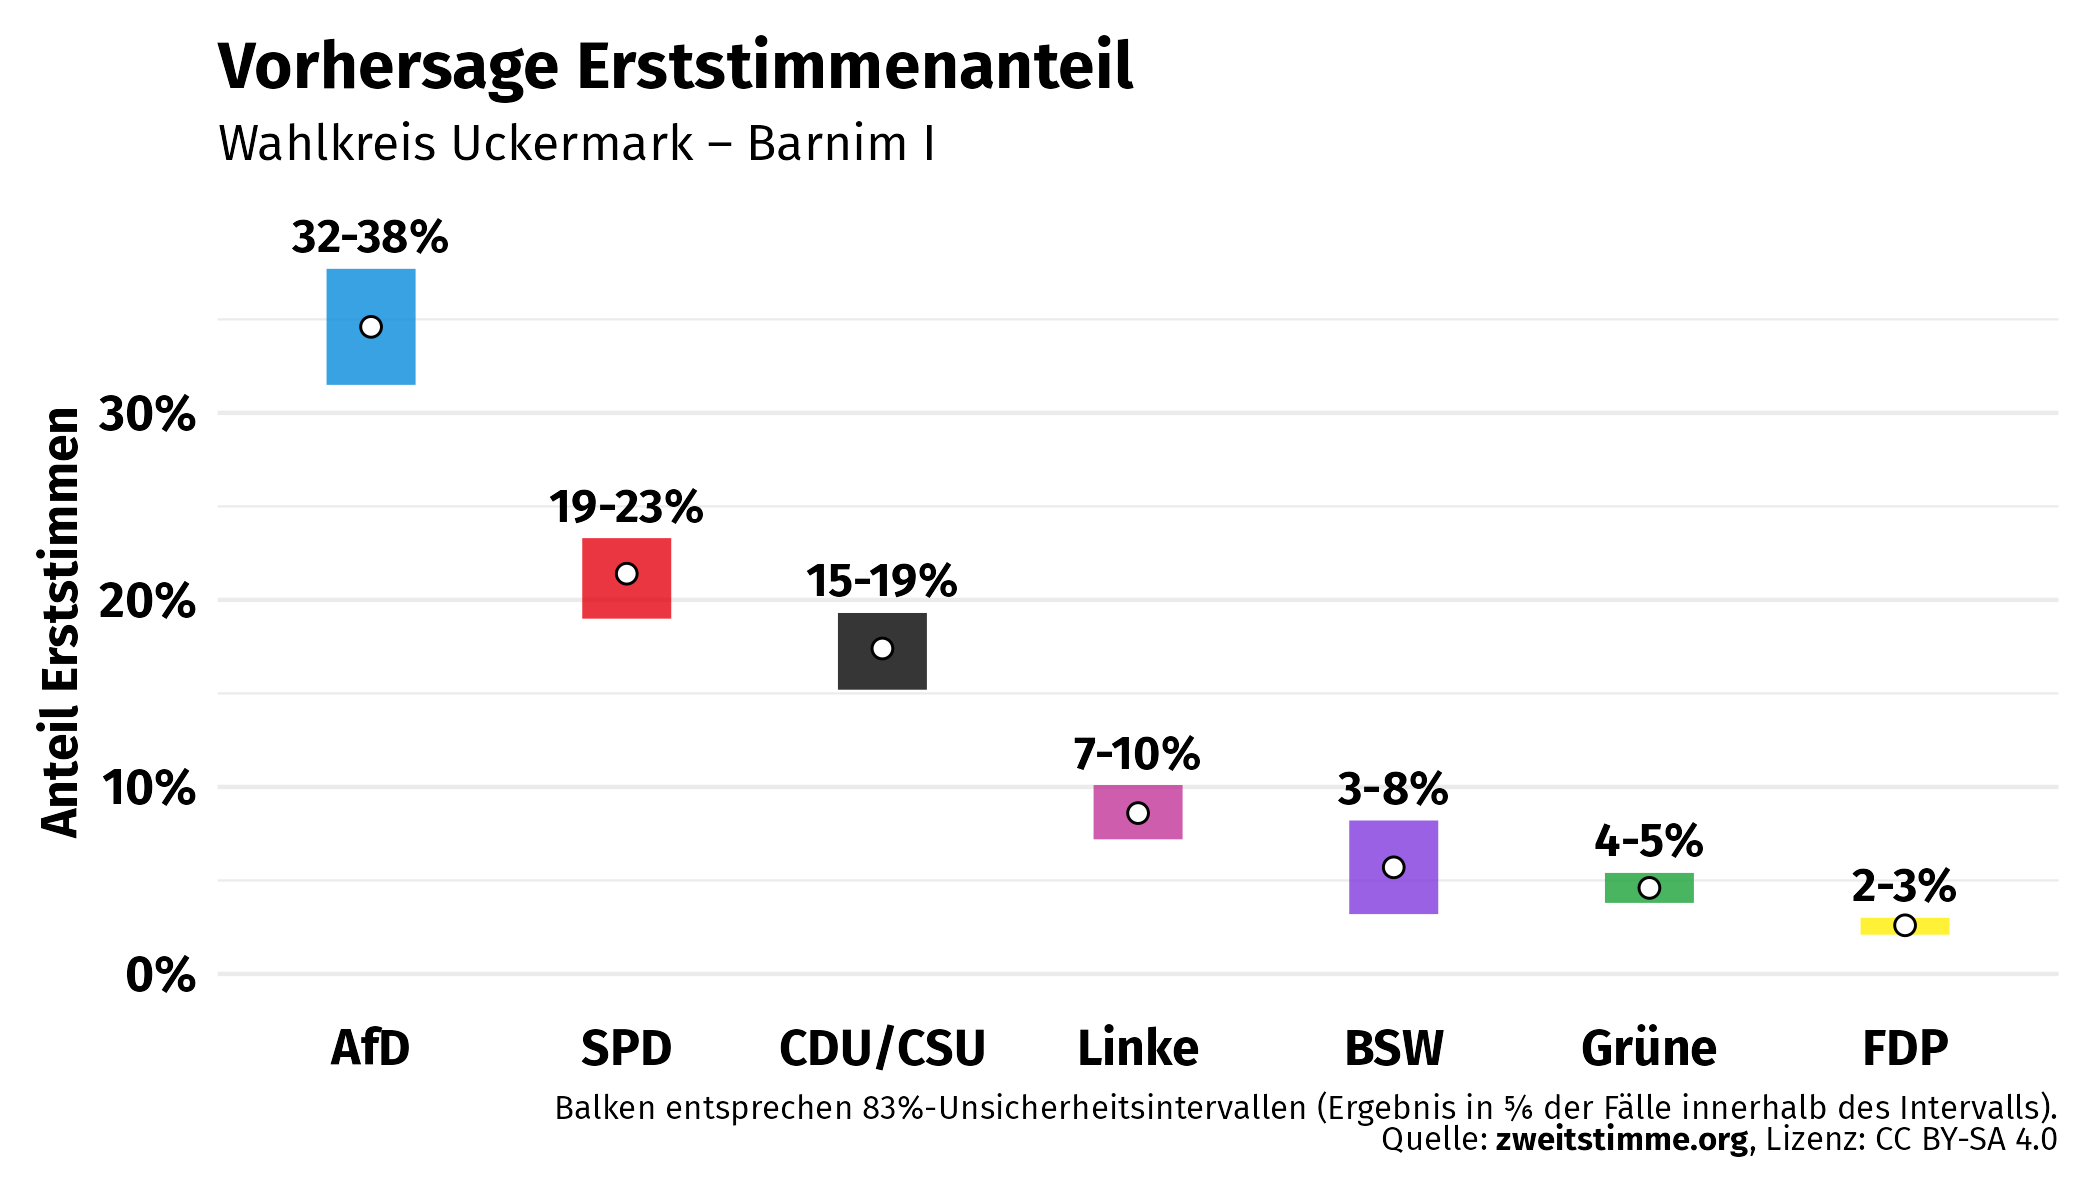 Vorhersage Erststimmenanteil
Wahlkreis Uckermark – Barnim I
32-38%
19-23%
15-19%
7-10%
3-8%
4-5%
2-3%
Anteil Erststimmen
30%
20%
10%
0%
AfD SPD CDU/CSU Linke BSW Grüne FDP
Balken entsprechen 83%-Unsicherheitsintervallen (Ergebnis in ⅚ der Fälle innerhalb des Intervalls).
Quelle: zweitstimme.org, Lizenz: CC BY-SA 4.0